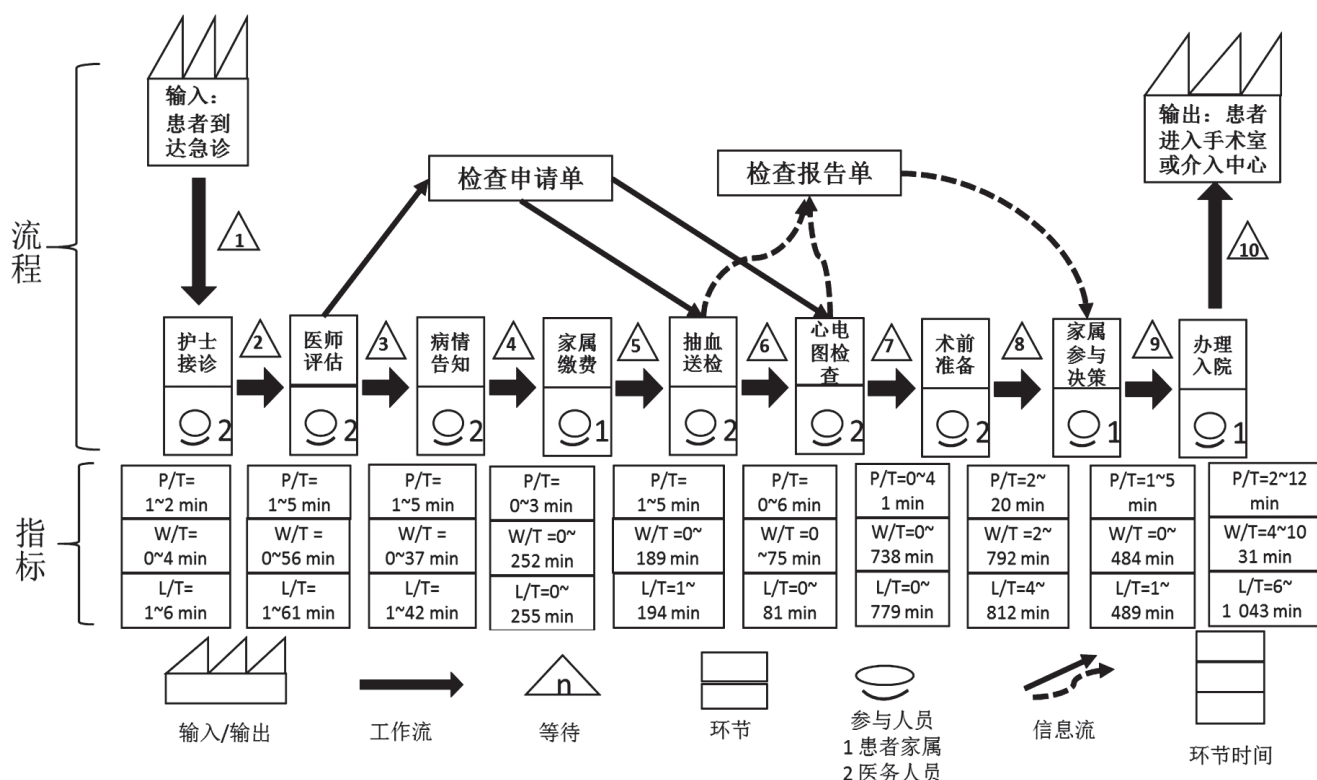 输入：
患者到
达急诊
输出：患者
进入手术室
或介入中心
检查申请单
检查报告单
流程
1
10
护士
接诊
2
2
医师
评估
2
3
病情
告知
2
4
家属
缴费
1
5
抽血
送检
2
6
心电
图检
查
2
7
术前
准备
2
8
家属
参与
决策
1
9
办理
入院
1
指标
P/T=
1~2 min
W/T=
0~4 min
L/T=
1~6 min
P/T=
1~5 min
W/T =
0~56 min
L/T=
1~61 min
P/T=
1~5 min
W/T=
0~37 min
L/T=
1~42 min
P/T=
0~3 min
W/T =0~
252 min
L/T=0~
255 min
P/T=
1~5 min
W/T =0~
189 min
L/T=1~
194 min
P/T=
0~6 min
W/T =0
~75 min
L/T=0~
81 min
P/T=0~4
1 min
W/T =0~
738 min
L/T=0~
779 min
P/T=2~
20 min
W/T =2~
792 min
L/T=4~
812 min
P/T=1~5
min
W/T =0~
484 min
L/T=1~
489 min
P/T=2~12
min
W/T=4~10
31 min
L/T=6~
1 043 min
输入/输出
工作流
n
等待
环节
参与人员
1 患者家属
2 医务人员
信息流
环节时间